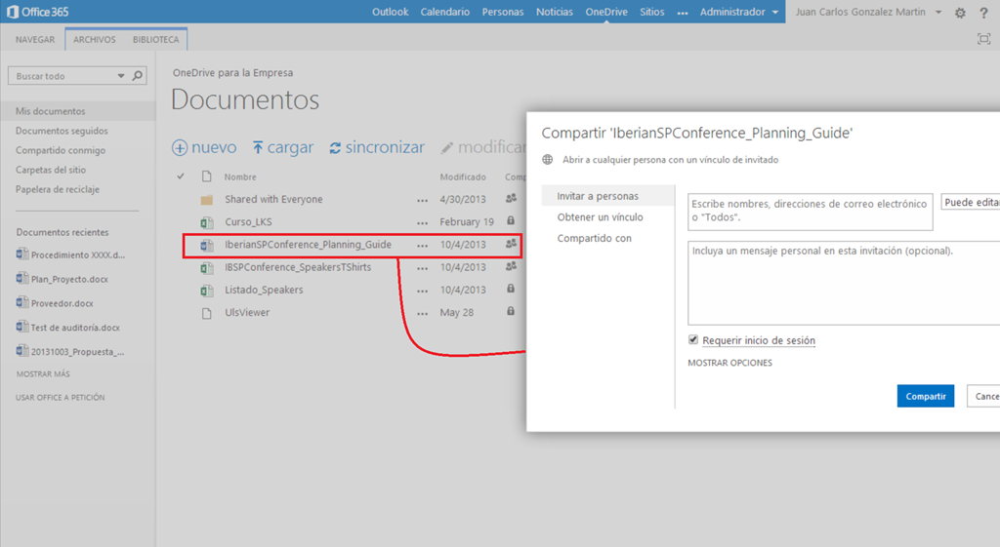 Office 365
Outlook Calendario Personas Noticias OneDrive Sitios ... Administrador
Juan Carlos Gonzalez Martin ?
NAVEGAR ARCHIVOS BIBLIOTECA
Buscar todo
Mis documentos
Documentos seguidos
Compartido conmigo
Carpetas del sitio
Papelera de reciclaje
Documentos recientes
Procedimiento XXXX.d...
Plan_Proyecto.docx
Proveedor.docx
Test de auditoría.docx
20131003_Propuesta_...
MOSTRAR MÁS
USAR OFFICE A PETICIÓN
OneDrive para la Empresa
Documentos
nuevo cargar sincronizar modificar
Nombre Modificado Comp
Shared with Everyone ... 4/30/2013
Curso_LKS ... February 19
IberianSPConference_Planning_Guide ... 10/4/2013
IBSPConference_SpeakersTShirts ... 10/4/2013
Listado_Speakers ... 10/4/2013
UlsViewer ... May 28
Compartir 'IberianSPConference_Planning_Guide'
Abrir a cualquier persona con un vínculo de invitado
Invitar a personas
Obtener un vínculo
Compartido con
Escribe nombres, direcciones de correo electrónico
o "Todos".
Puede editar
Incluya un mensaje personal en esta invitación (opcional).
Requerir inicio de sesión
MOSTRAR OPCIONES
Compartir
Cance